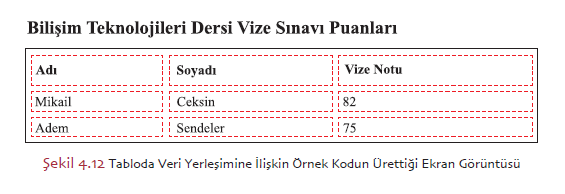 Bilişim Teknolojileri Dersi Vize Sınavı Puanları
Adı Soyadı Vize Notu
Mikail Ceksin 82
Adem Sendeler 75
Şekil 4.12 Tabloda Veri Yerleşimine İlişkin Örnek Kodun Ürettiği Ekran Görüntüsü